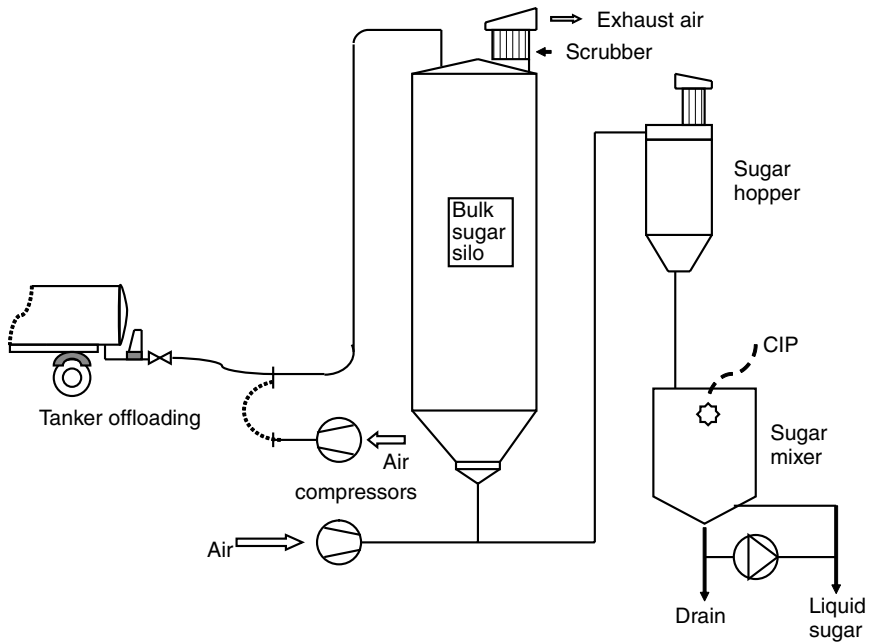 Exhaust air
Scrubber
Sugar
hopper
Bulk
sugar
silo
CIP
Tanker offloading
Sugar
mixer
Air
compressors
Air
Drain
Liquid
sugar